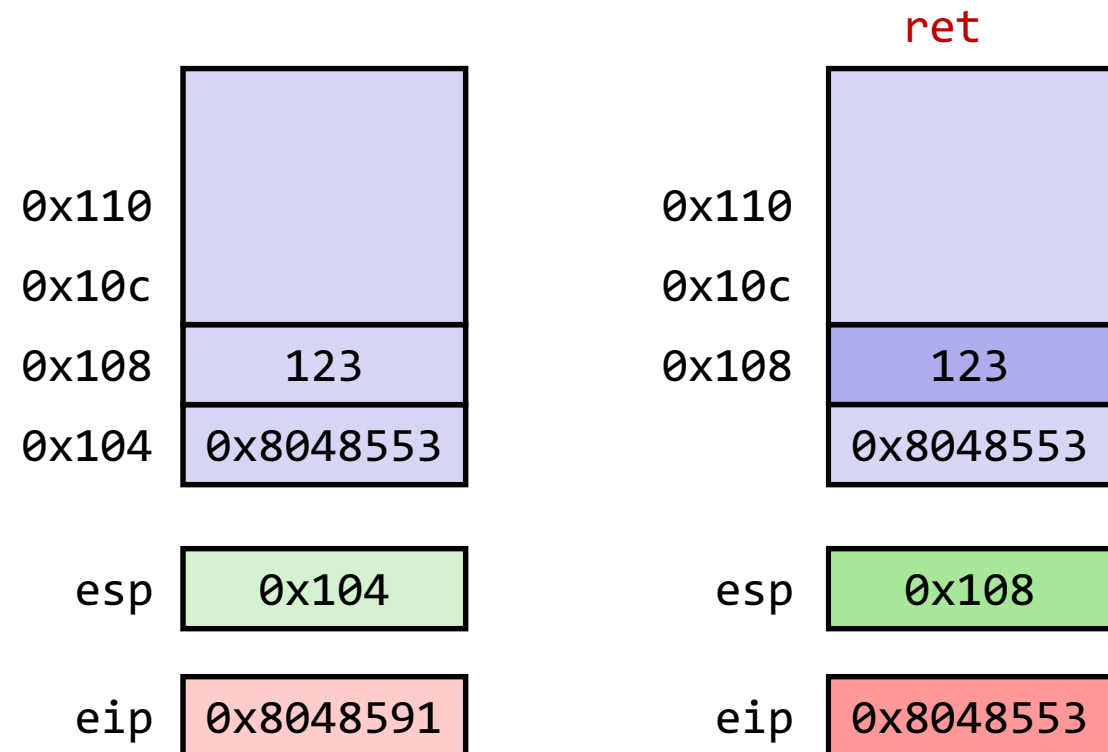 ret
0x110 0x110
0x10c 0x10c
0x108 123 0x108 123
0x104 0x8048553 0x8048553
esp 0x104 esp 0x108
eip 0x8048591 eip 0x8048553